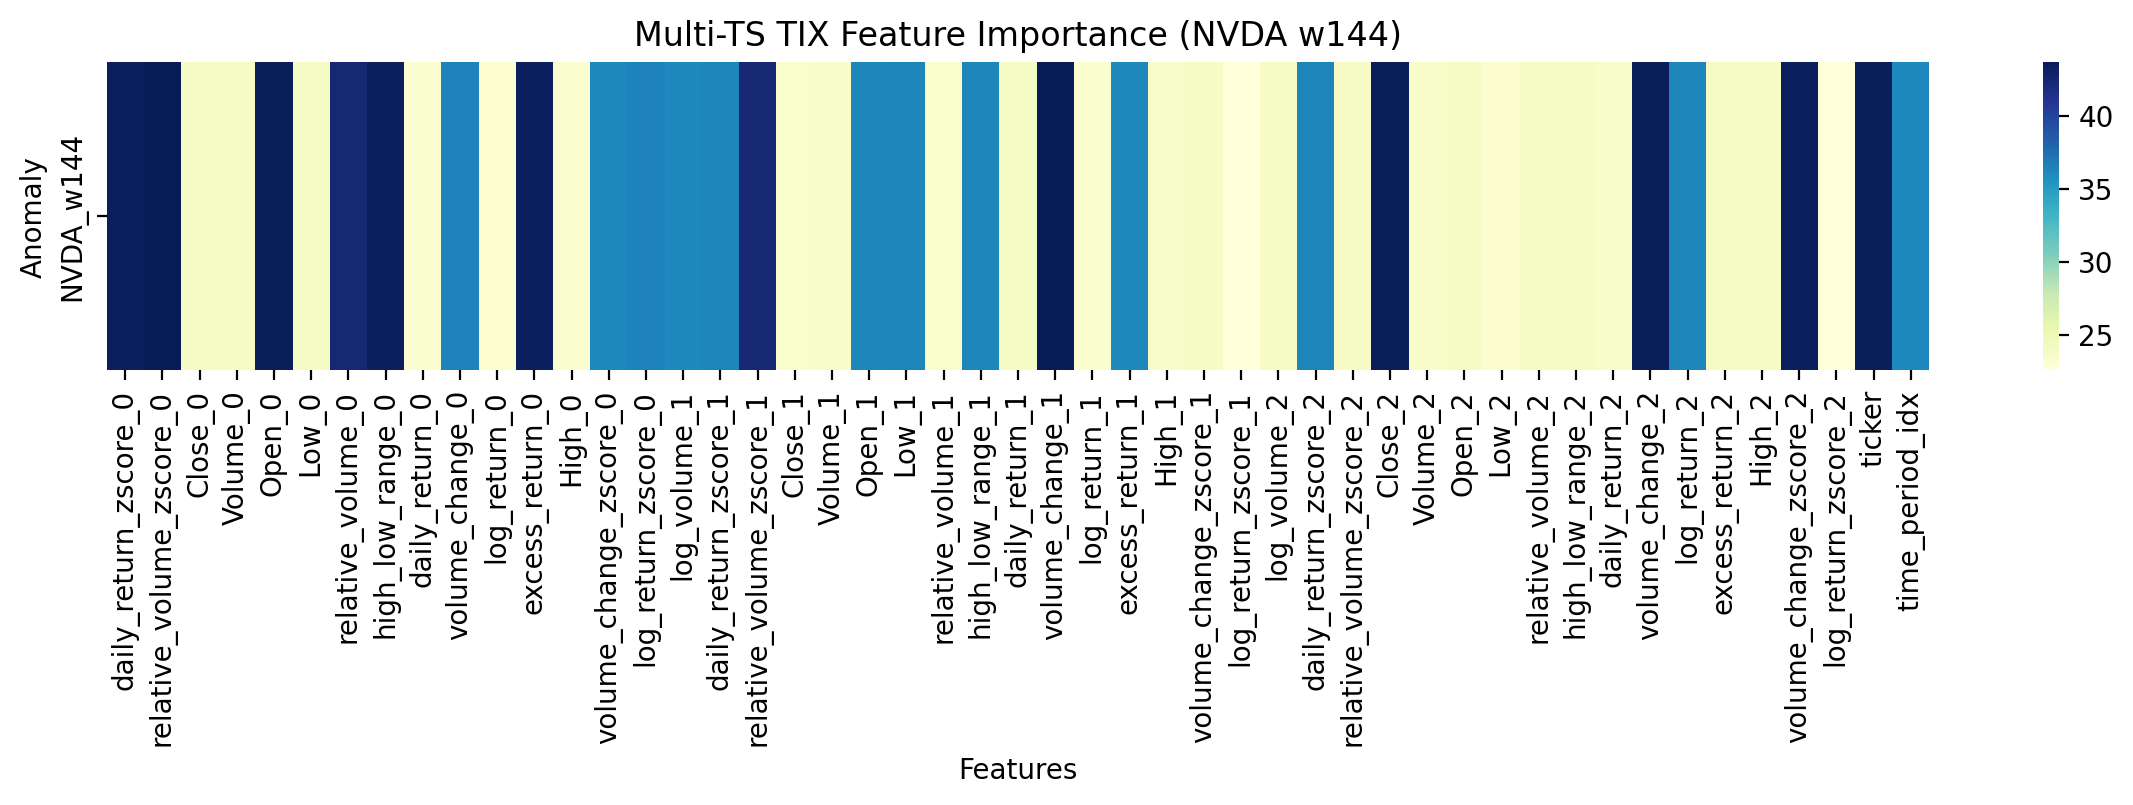 Multi-TS TIX Feature Importance (NVDA w144)
Anomaly
NVDA_w144
40
35
30
25
daily_return_zscore_0
relative_volume_zscore_0
Close_0
Volume_0
Open_0
Low_0
relative_volume_0
high_low_range_0
daily_return_0
volume_change_0
log_return_0
excess_return_0
High_0
volume_change_zscore_0
log_return_zscore_0
log_volume_1
daily_return_zscore_1
relative_volume_zscore_1
Close_1
Volume_1
Open_1
Low_1
relative_volume_1
high_low_range_1
daily_return_1
volume_change_1
log_return_1
excess_return_1
High_1
volume_change_zscore_1
log_return_zscore_1
log_volume_2
daily_return_zscore_2
relative_volume_zscore_2
Close_2
Volume_2
Open_2
Low_2
relative_volume_2
high_low_range_2
daily_return_2
volume_change_2
log_return_2
excess_return_2
High_2
volume_change_zscore_2
log_return_zscore_2
ticker
time_period_idx
Features